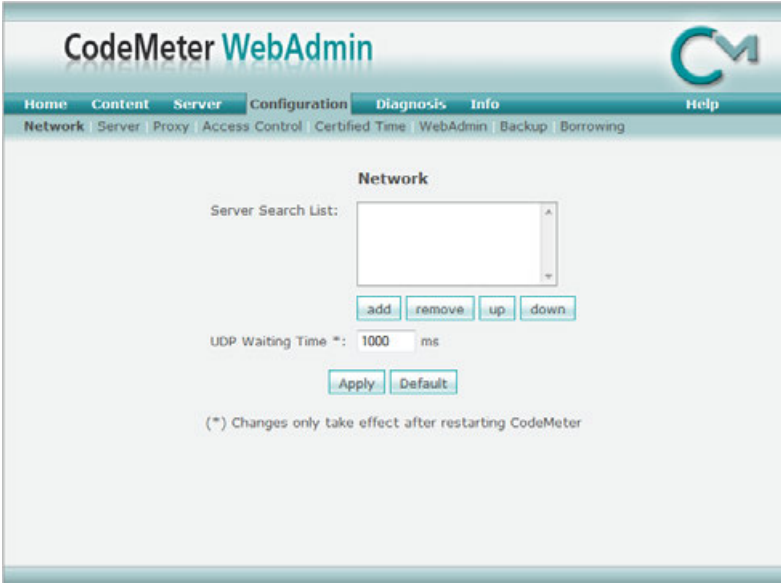 CodeMeter WebAdmin
CM
Home Content Server Configuration Diagnosis Info Help
Network | Server | Proxy | Access Control | Certified Time | WebAdmin | Backup | Borrowing
Network
Server Search List:
add remove up down
UDP Waiting Time *: 1000 ms
Apply Default
(*) Changes only take effect after restarting CodeMeter